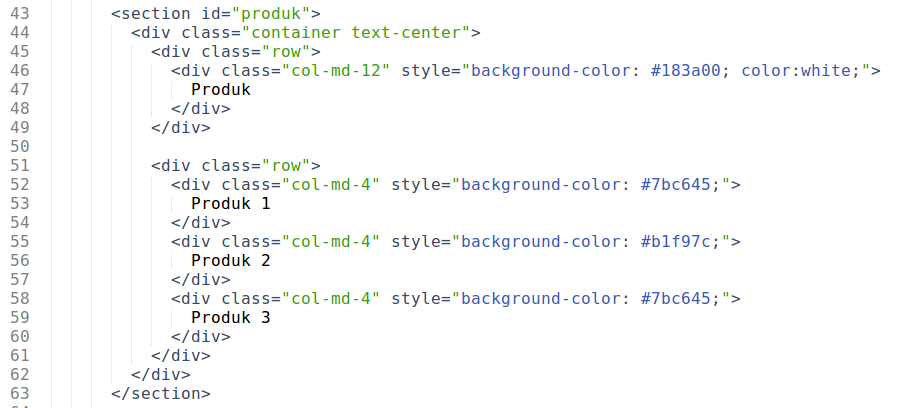 43 <section id="produk">
44 <div class="container text-center">
45 <div class="row">
46 <div class="col-md-12" style="background-color: #183a00; color:white;">
47 Produk
48 </div>
49 </div>
50
51 <div class="row">
52 <div class="col-md-4" style="background-color: #7bc645;">
53 Produk 1
54 </div>
55 <div class="col-md-4" style="background-color: #b1f97c;">
56 Produk 2
57 </div>
58 <div class="col-md-4" style="background-color: #7bc645;">
59 Produk 3
60 </div>
61 </div>
62 </div>
63 </section>